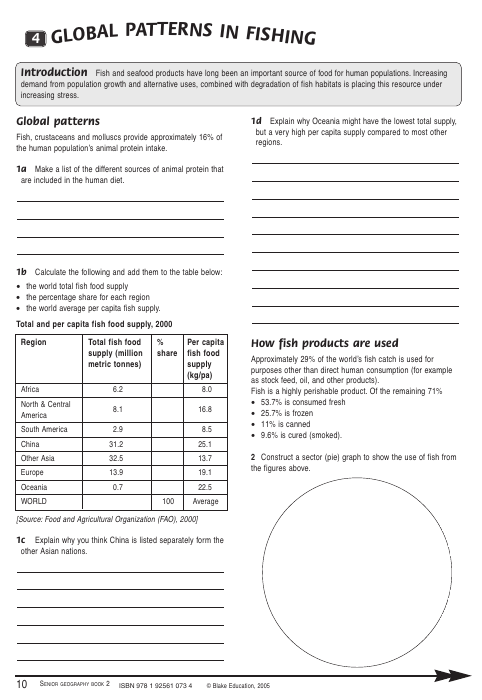 4 GLOBAL PATTERNS IN FISHING
Introduction Fish and seafood products have long been an important source of food for human populations. Increasing
demand from population growth and alternative uses, combined with degradation of fish habitats is placing this resource under
increasing stress.
Global patterns
Fish, crustaceans and molluscs provide approximately 16% of
the human population's animal protein intake.
1a Make a list of the different sources of animal protein that
are included in the human diet.
1b Calculate the following and add them to the table below:
• the world total fish food supply
• the percentage share for each region
• the world average per capita fish supply.
Total and per capita fish food supply, 2000
Region Total fish food supply (million metric tonnes) % share Per capita fish food supply (kg/pa)
Africa 6.2 8.0
North & Central America 8.1 16.8
South America 2.9 8.5
China 31.2 25.1
Other Asia 32.5 13.7
Europe 13.9 19.1
Oceania 0.7 22.5
WORLD 100 Average
[Source: Food and Agricultural Organization (FAO), 2000]
1c Explain why you think China is listed separately form the
other Asian nations.
1d Explain why Oceania might have the lowest total supply,
but a very high per capita supply compared to most other
regions.
How fish products are used
Approximately 29% of the world's fish catch is used for
purposes other than direct human consumption (for example
as stock feed, oil, and other products).
Fish is a highly perishable product. Of the remaining 71%
• 53.7% is consumed fresh
• 25.7% is frozen
• 11% is canned
• 9.6% is cured (smoked).
2 Construct a sector (pie) graph to show the use of fish from
the figures above.
10 SENIOR GEOGRAPHY BOOK 2 ISBN 978 1 92561 073 4 © Blake Education, 2005